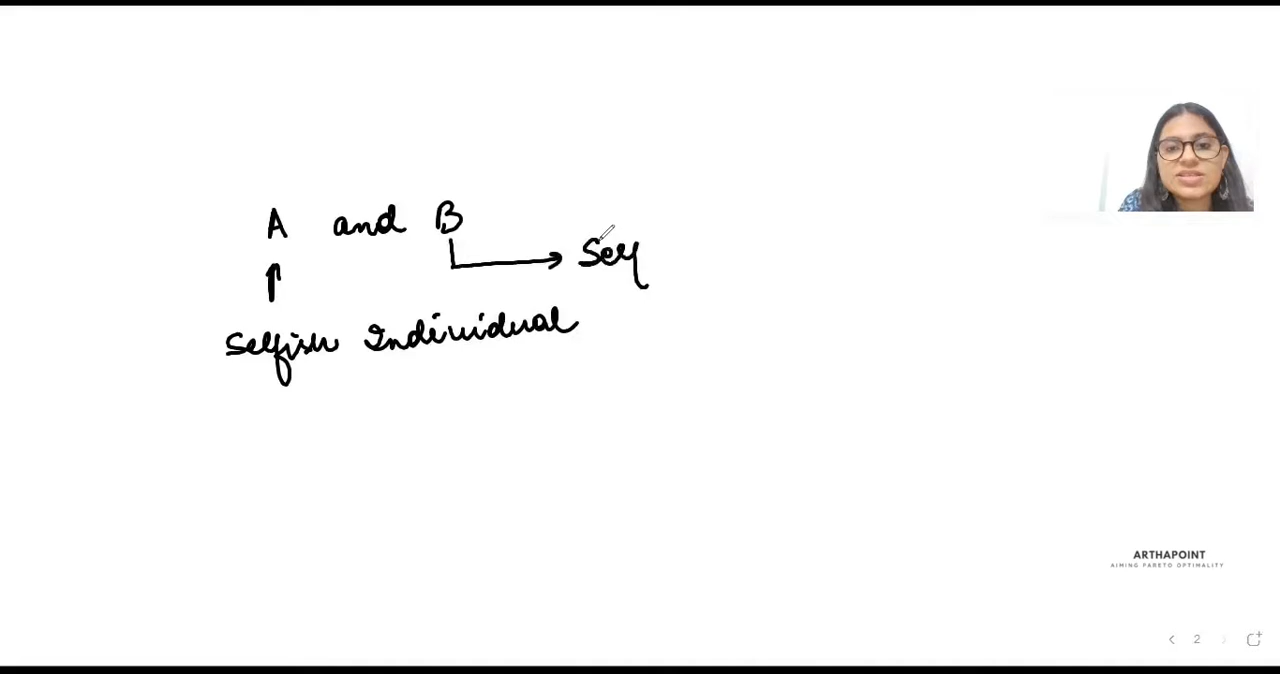 A and B
Self
Selfish Individual
ARTHAPOINT
AIMING PARETO OPTIMALITY
2